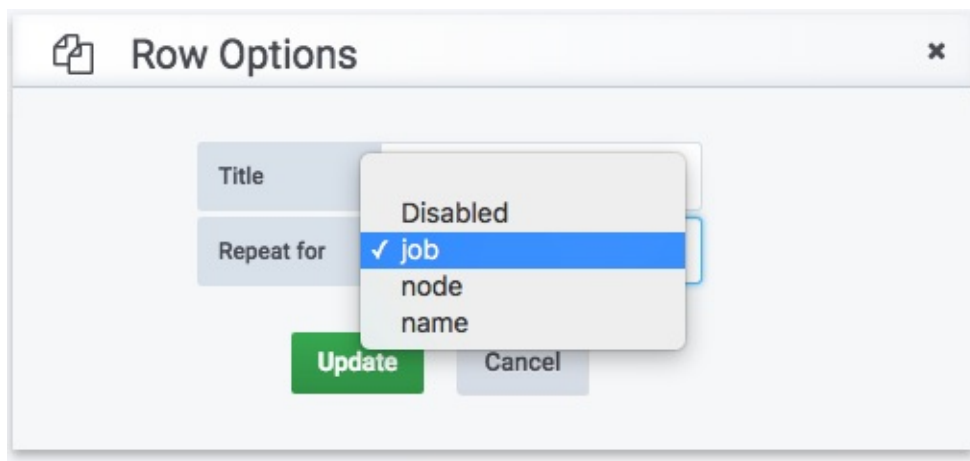 Row Options
Title
Disabled
Repeat for
✓ job
node
name
Update
Cancel